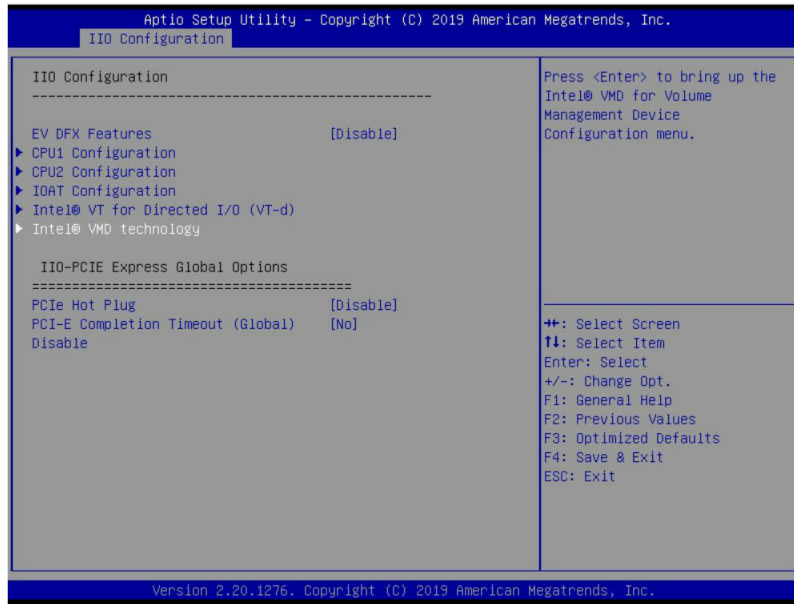 Aptio Setup Utility – Copyright (C) 2019 American Megatrends, Inc.
IIO Configuration
IIO Configuration
--------------------------------------------------
EV DFX Features [Disable]
▶ CPU1 Configuration
▶ CPU2 Configuration
▶ IOAT Configuration
▶ Intel® VT for Directed I/O (VT-d)
▶ Intel® VMD technology
IIO-PCIE Express Global Options
========================================
PCIe Hot Plug [Disable]
PCI-E Completion Timeout (Global) [No]
Disable
Press <Enter> to bring up the
Intel® VMD for Volume
Management Device
Configuration menu.
→←: Select Screen
↑↓: Select Item
Enter: Select
+/-: Change Opt.
F1: General Help
F2: Previous Values
F3: Optimized Defaults
F4: Save & Exit
ESC: Exit
Version 2.20.1276. Copyright (C) 2019 American Megatrends, Inc.